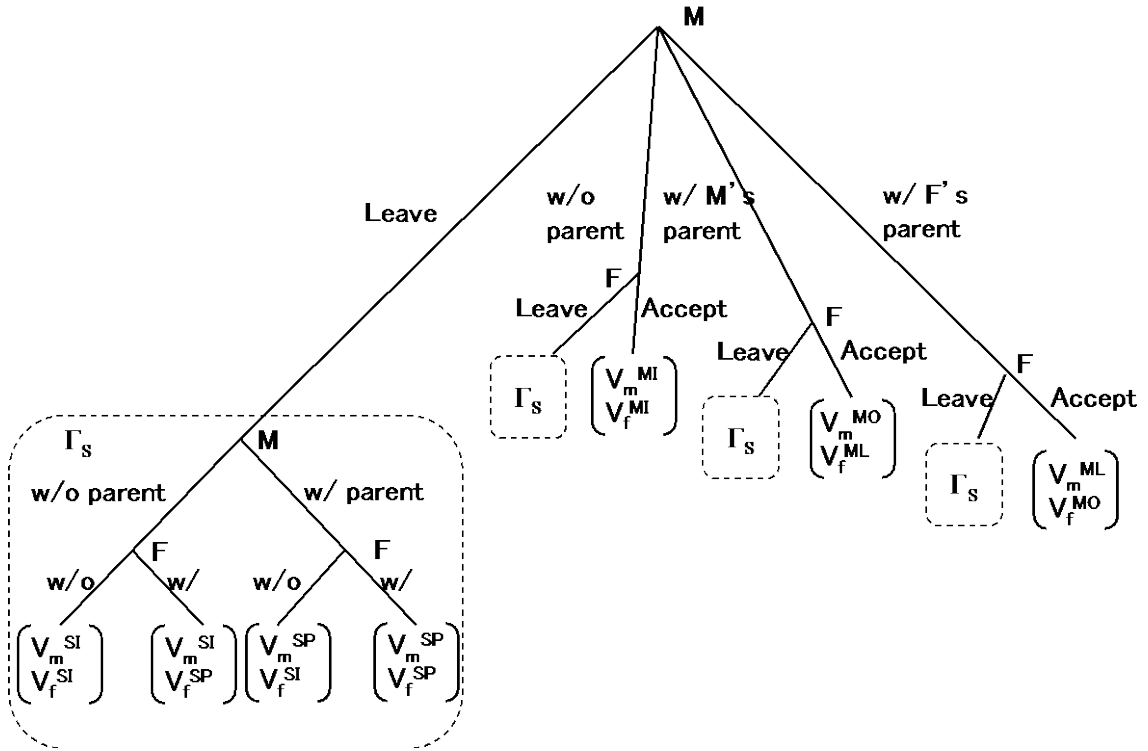 M
Leave
w/o
parent
w/ M's
parent
w/ F's
parent
F
Leave
Accept
F
Leave
Accept
F
Leave
Accept
Γs
Vm^MI
Vf^MI
Γs
Vm^MO
Vf^ML
Γs
Vm^ML
Vf^MO
Γs
M
w/o parent
w/ parent
F
F
w/o
w/
w/o
w/
Vm^SI
Vf^SI
Vm^SI
Vf^SP
Vm^SP
Vf^SI
Vm^SP
Vf^SP